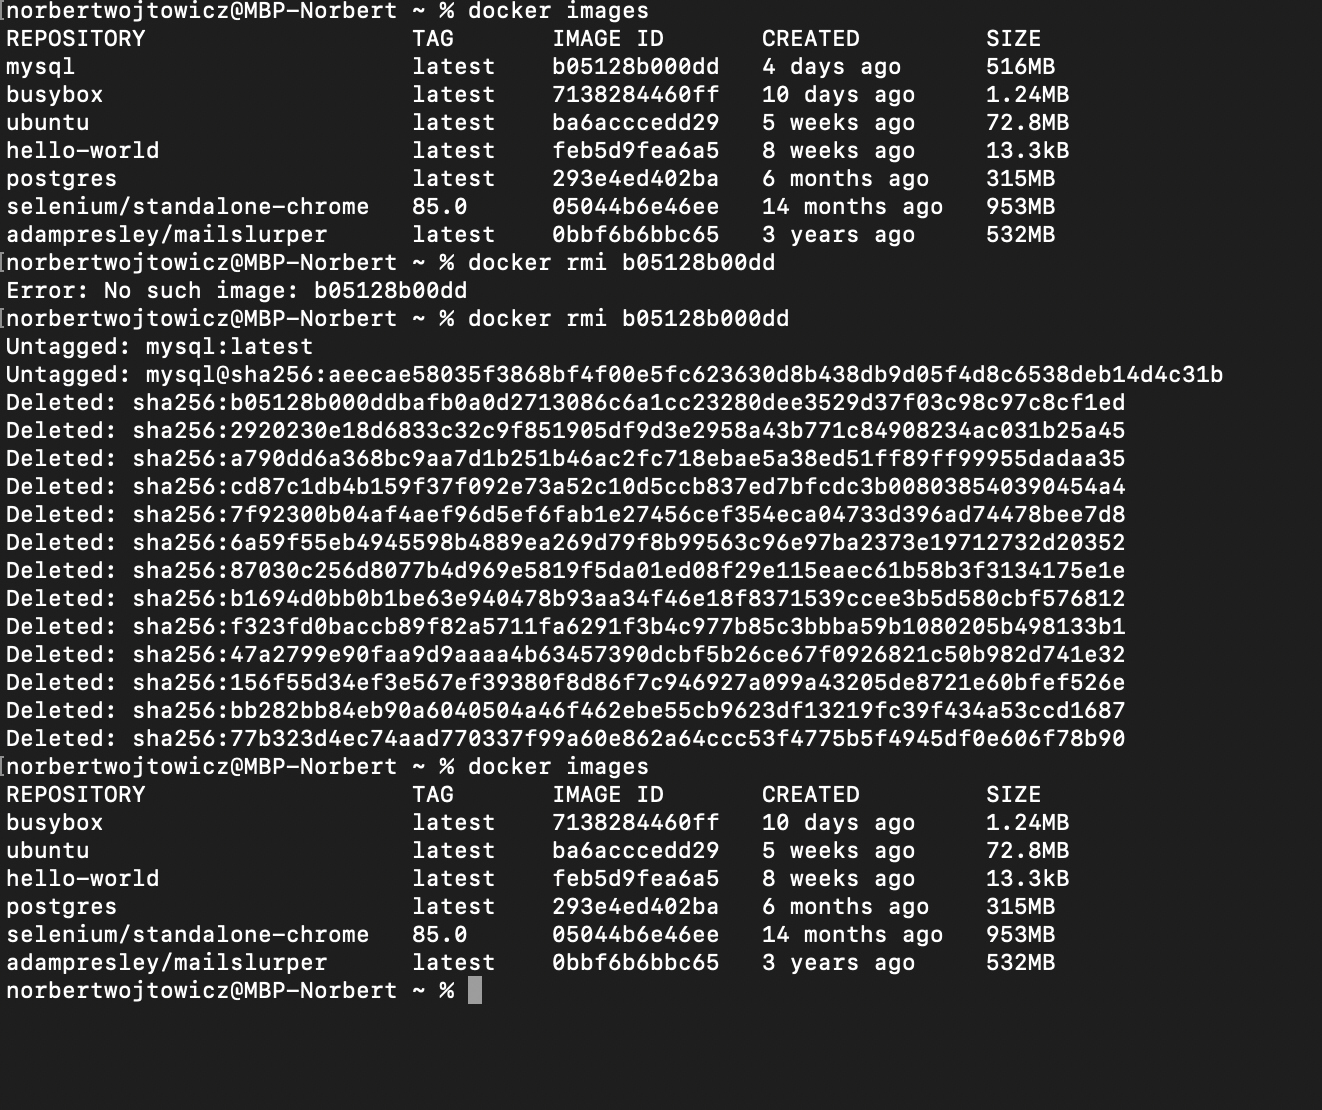 [norbertwojtowicz@MBP-Norbert ~ % docker images
REPOSITORY TAG IMAGE ID CREATED SIZE
mysql latest b05128b000dd 4 days ago 516MB
busybox latest 7138284460ff 10 days ago 1.24MB
ubuntu latest ba6acccedd29 5 weeks ago 72.8MB
hello-world latest feb5d9fea6a5 8 weeks ago 13.3kB
postgres latest 293e4ed402ba 6 months ago 315MB
selenium/standalone-chrome 85.0 05044b6e46ee 14 months ago 953MB
adampresley/mailslurper latest 0bbf6b6bbc65 3 years ago 532MB
[norbertwojtowicz@MBP-Norbert ~ % docker rmi b05128b00dd
Error: No such image: b05128b00dd
[norbertwojtowicz@MBP-Norbert ~ % docker rmi b05128b000dd
Untagged: mysql:latest
Untagged: mysql@sha256:aeecae58035f3868bf4f00e5fc623630d8b438db9d05f4d8c6538deb14d4c31b
Deleted: sha256:b05128b000ddbafb0a0d2713086c6a1cc23280dee3529d37f03c98c97c8cf1ed
Deleted: sha256:2920230e18d6833c32c9f851905df9d3e2958a43b771c84908234ac031b25a45
Deleted: sha256:a790dd6a368bc9aa7d1b251b46ac2fc718ebae5a38ed51ff89ff99955dadaa35
Deleted: sha256:cd87c1db4b159f37f092e73a52c10d5ccb837ed7bfcdc3b008038540390454a4
Deleted: sha256:7f92300b04af4aef96d5ef6fab1e27456cef354eca04733d396ad74478bee7d8
Deleted: sha256:6a59f55eb4945598b4889ea269d79f8b99563c96e97ba2373e19712732d20352
Deleted: sha256:87030c256d8077b4d969e5819f5da01ed08f29e115eaec61b58b3f3134175e1e
Deleted: sha256:b1694d0bb0b1be63e940478b93aa34f46e18f8371539ccee3b5d580cbf576812
Deleted: sha256:f323fd0baccb89f82a5711fa6291f3b4c977b85c3bbba59b1080205b498133b1
Deleted: sha256:47a2799e90faa9d9aaaa4b63457390dcbf5b26ce67f0926821c50b982d741e32
Deleted: sha256:156f55d34ef3e567ef39380f8d86f7c946927a099a43205de8721e60bfef526e
Deleted: sha256:bb282bb84eb90a6040504a46f462ebe55cb9623df13219fc39f434a53ccd1687
Deleted: sha256:77b323d4ec74aad770337f99a60e862a64ccc53f4775b5f4945df0e606f78b90
[norbertwojtowicz@MBP-Norbert ~ % docker images
REPOSITORY TAG IMAGE ID CREATED SIZE
busybox latest 7138284460ff 10 days ago 1.24MB
ubuntu latest ba6acccedd29 5 weeks ago 72.8MB
hello-world latest feb5d9fea6a5 8 weeks ago 13.3kB
postgres latest 293e4ed402ba 6 months ago 315MB
selenium/standalone-chrome 85.0 05044b6e46ee 14 months ago 953MB
adampresley/mailslurper latest 0bbf6b6bbc65 3 years ago 532MB
norbertwojtowicz@MBP-Norbert ~ %